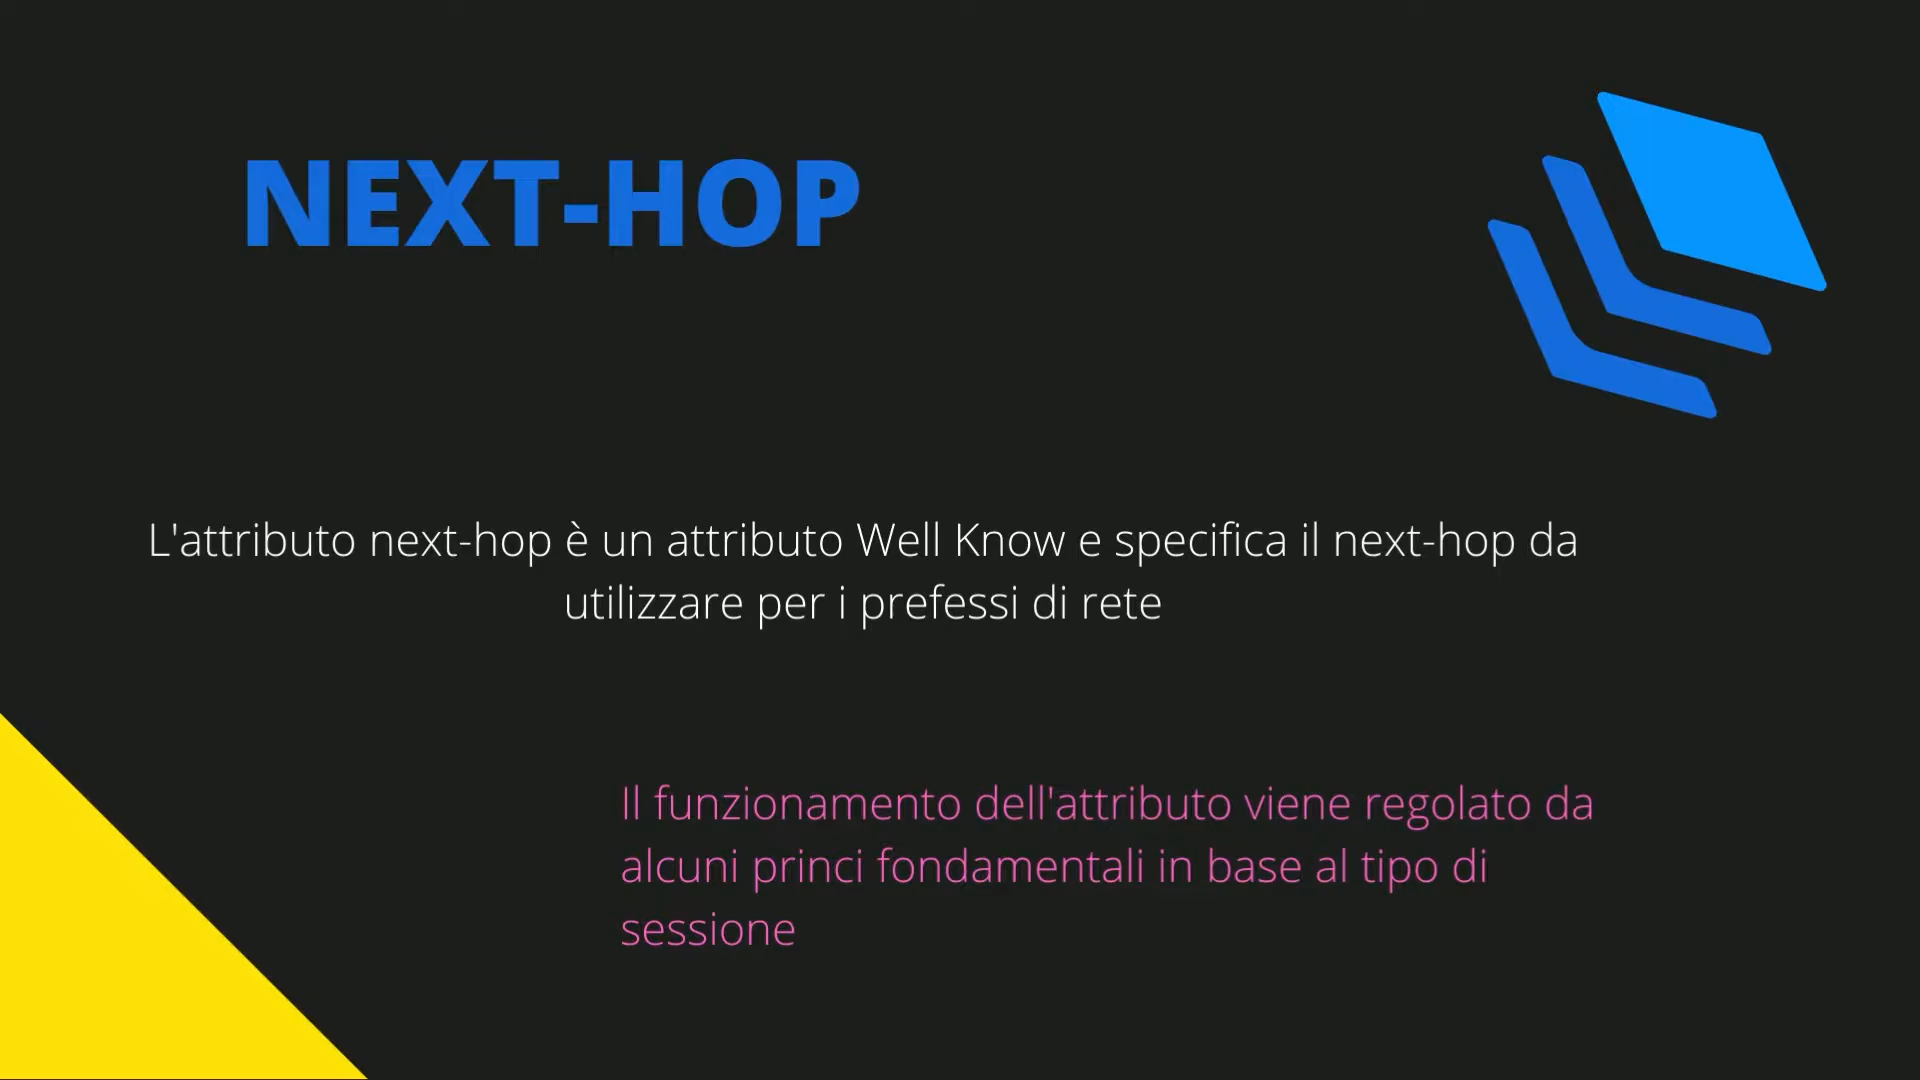 NEXT-HOP
L'attributo next-hop è un attributo Well Know e specifica il next-hop da
utilizzare per i prefessi di rete
Il funzionamento dell'attributo viene regolato da
alcuni princi fondamentali in base al tipo di
sessione